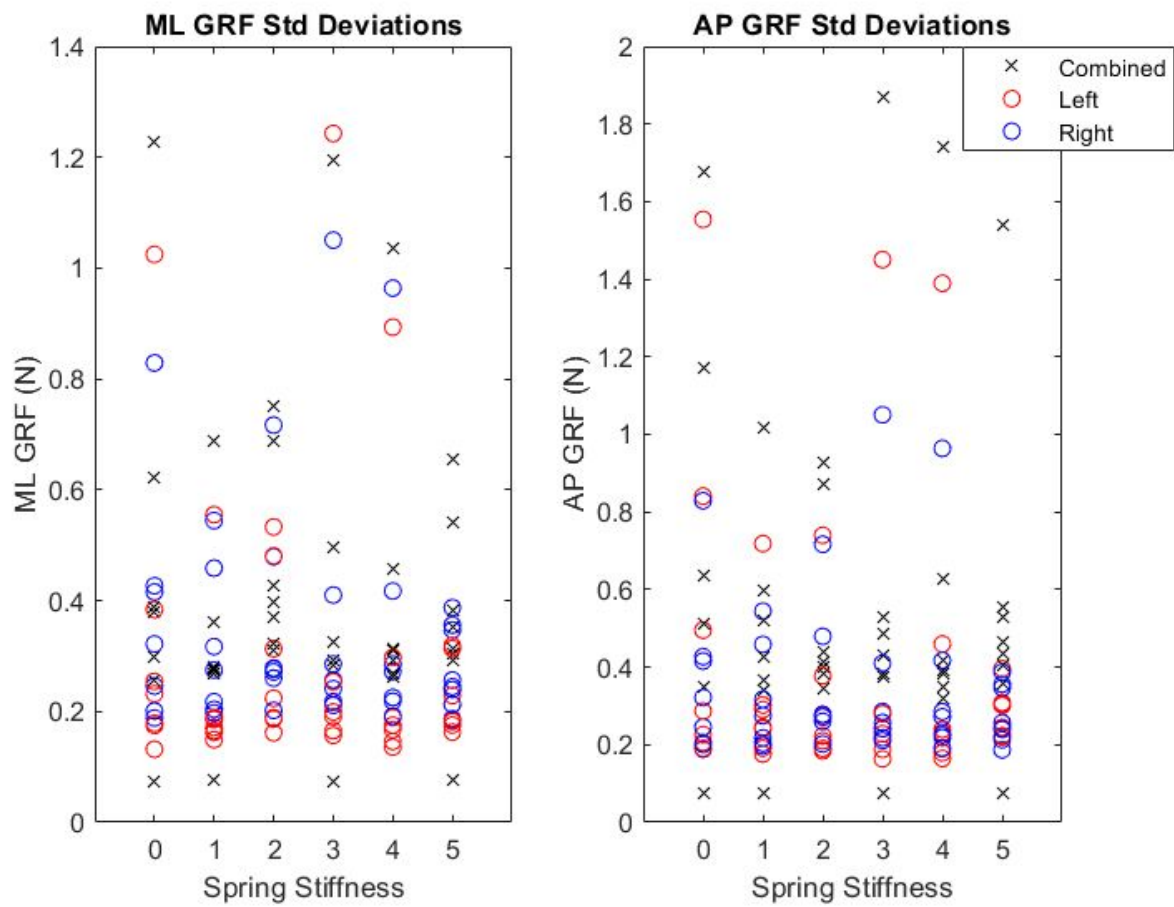 ML GRF Std Deviations
1.4
1.2
1
0.8
0.6
0.4
0.2
0
ML GRF (N)
0 1 2 3 4 5
Spring Stiffness
AP GRF Std Deviations
2
1.8
1.6
1.4
1.2
1
0.8
0.6
0.4
0.2
0
AP GRF (N)
0 1 2 3 4 5
Spring Stiffness
Combined
Left
Right